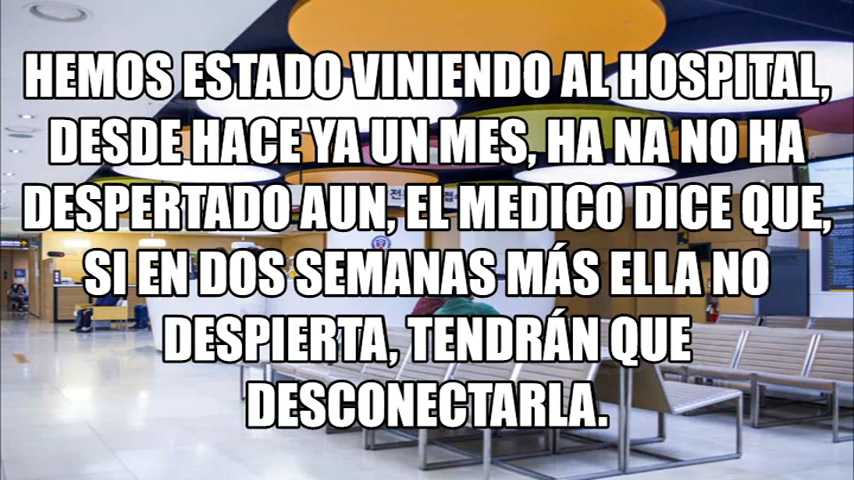 HEMOS ESTADO VINIENDO AL HOSPITAL,
DESDE HACE YA UN MES, HA NA NO HA
DESPERTADO AUN, EL MEDICO DICE QUE,
SI EN DOS SEMANAS MÁS ELLA NO
DESPIERTA, TENDRÁN QUE
DESCONECTARLA.